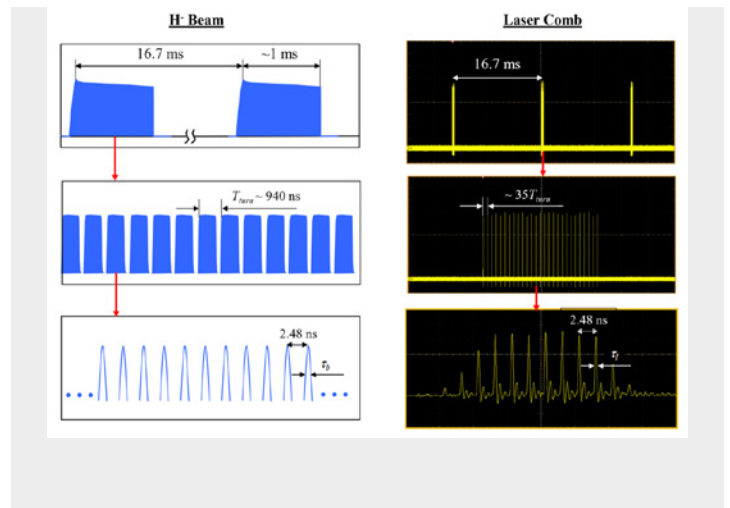 H⁻ Beam
Laser Comb
16.7 ms
~1 ms
16.7 ms
T_turn ~ 940 ns
~ 35T_turn
2.48 ns
τ_b
2.48 ns
τ_l